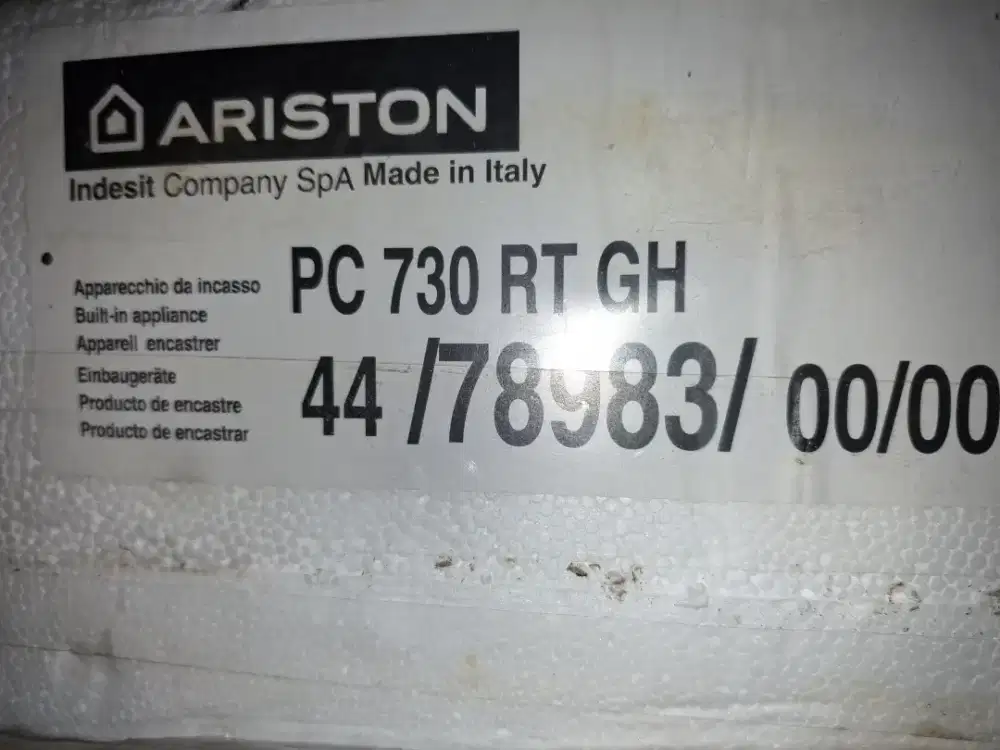 ARISTON
Indesit Company SpA Made in Italy
PC 730 RT GH
Apparecchio da incasso
Built-in appliance
Appareil encastrer
Einbaugeräte
Producto de encastre
Producto de encastrar
44 /78983/ 00/00